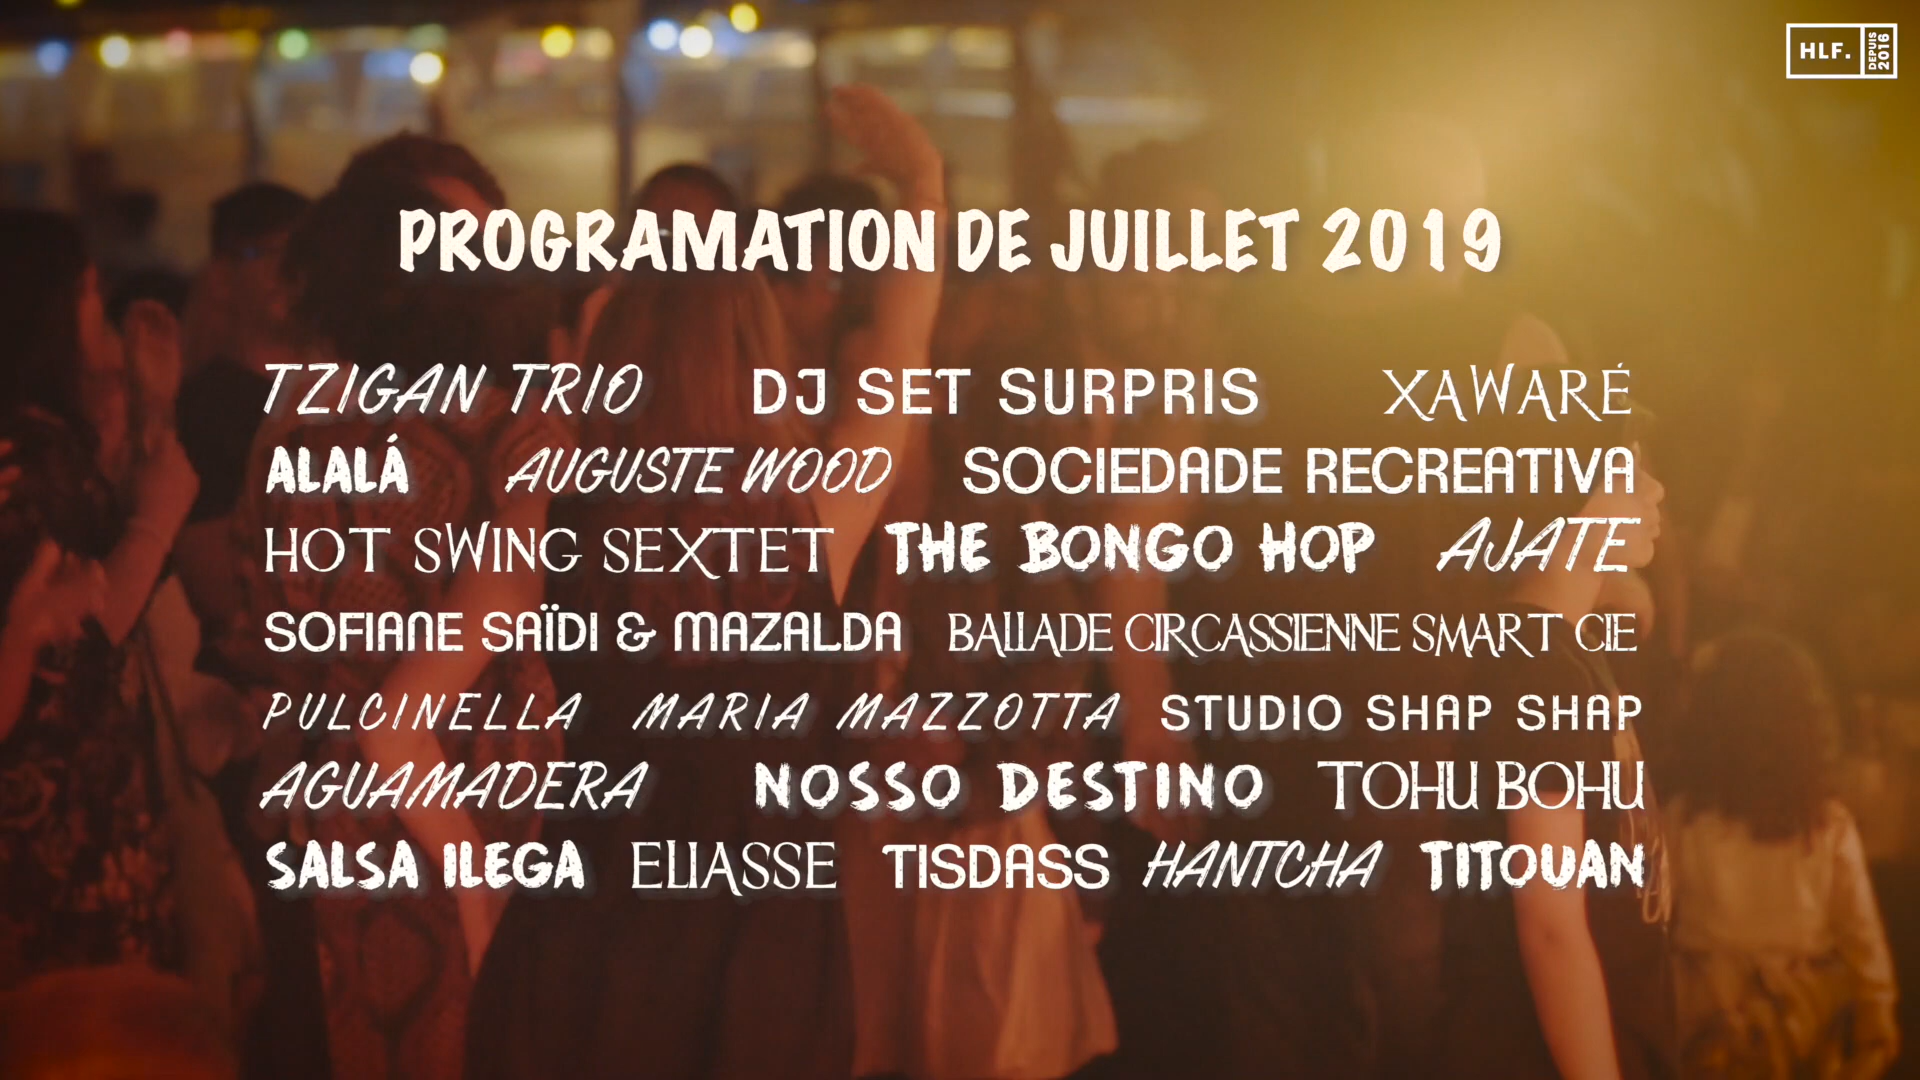 HLF. DEPUIS 2016
PROGRAMATION DE JUILLET 2019
TZIGAN TRIO DJ SET SURPRIS XAWARÉ
ALALÁ AUGUSTE WOOD SOCIEDADE RECREATIVA
HOT SWING SEXTET THE BONGO HOP AJATE
SOFIANE SAÏDI & MAZALDA BALLADE CIRCASSIENNE SMART CIE
PULCINELLA MARIA MAZZOTTA STUDIO SHAP SHAP
AGUAMADERA NOSSO DESTINO TOHU BOHU
SALSA ILEGA ELIASSE TISDASS HANTCHA TITOUAN